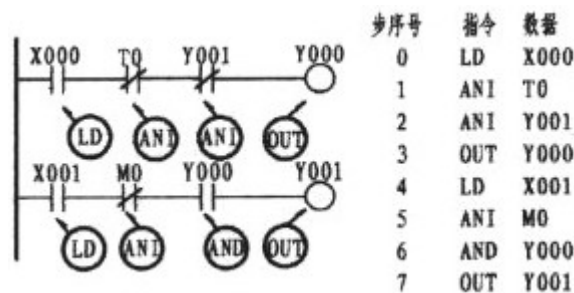 X000 T0 Y001 Y000
LD ANI ANI OUT
X001 M0 Y000 Y001
LD ANI AND OUT
步序号 指令 数据
0 LD X000
1 ANI T0
2 ANI Y001
3 OUT Y000
4 LD X001
5 ANI M0
6 AND Y000
7 OUT Y001